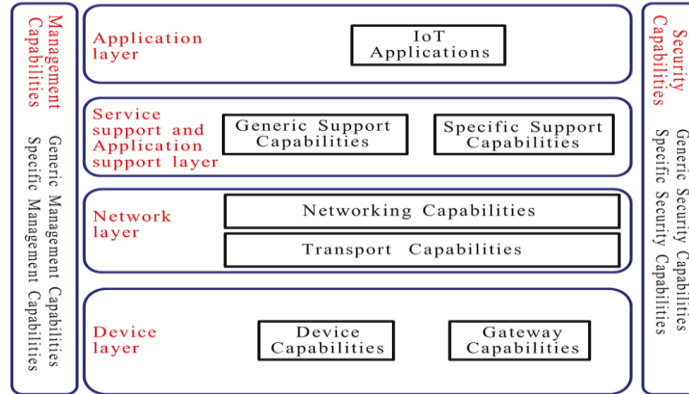 Management
Capabilities
Generic Management Capabilities
Specific Management Capabilities
Application
layer
IoT
Applications
Service
support and
Application
support layer
Generic Support
Capabilities
Specific Support
Capabilities
Network
layer
Networking Capabilities
Transport Capabilities
Device
layer
Device
Capabilities
Gateway
Capabilities
Security
Capabilities
Generic Security Capabilities
Specific Security Capabilities